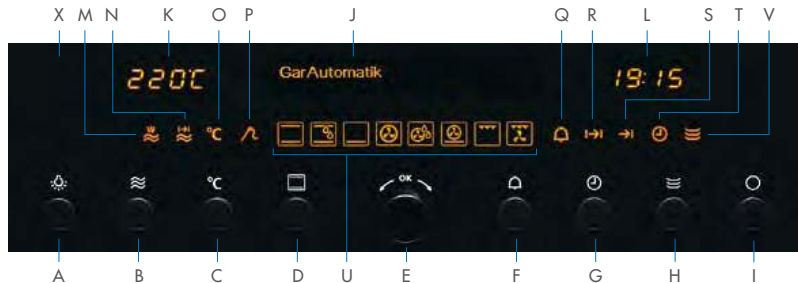 X M N K O P J Q R L S T V
220°C GarAutomatik 19:15
°C
°C OK
A B C D U E F G H I